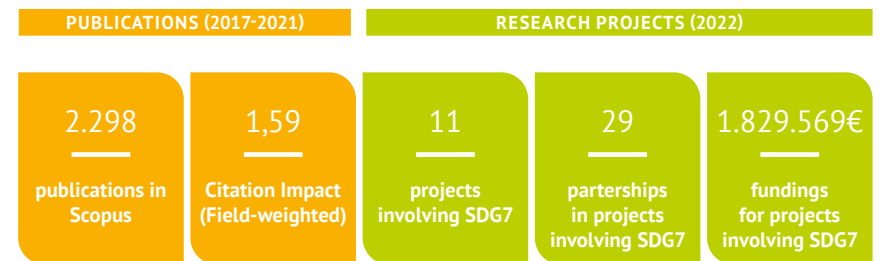 PUBLICATIONS (2017-2021)
RESEARCH PROJECTS (2022)
2.298
publications in
Scopus
1,59
Citation Impact
(Field-weighted)
11
projects
involving SDG7
29
parterships
in projects
involving SDG7
1.829.569€
fundings
for projects
involving SDG7